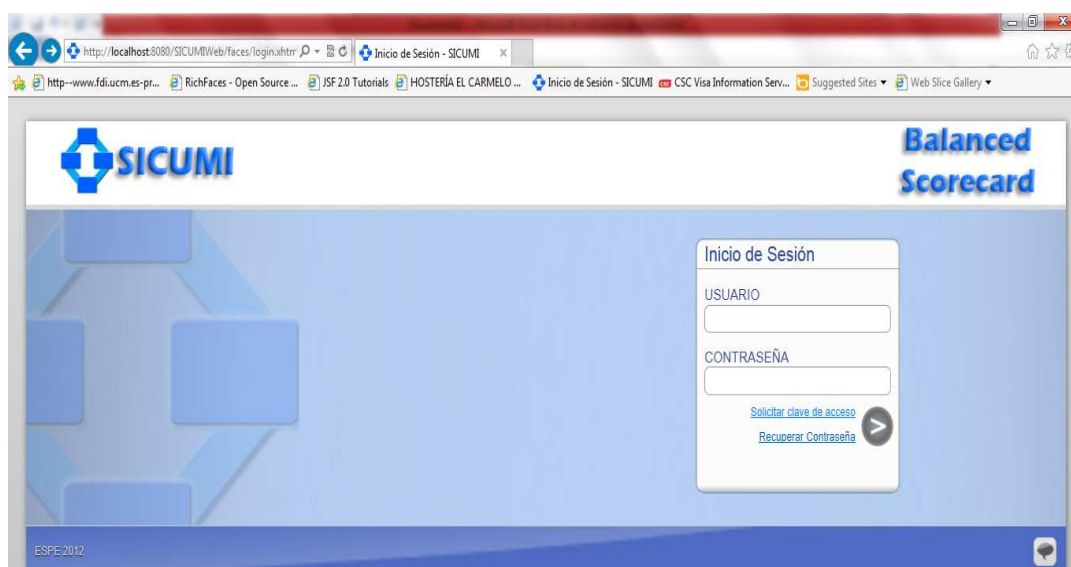 http://localhost:8080/SICUMIWeb/faces/login.xhtm
Inicio de Sesión - SICUMI
http--www.fdi.ucm.es-pr...
RichFaces - Open Source ...
JSF 2.0 Tutorials
HOSTERÍA EL CARMELO ...
Inicio de Sesión - SICUMI
CSC Visa Information Serv...
Suggested Sites
Web Slice Gallery
SICUMI
Balanced
Scorecard
Inicio de Sesión
USUARIO
CONTRASEÑA
Solicitar clave de acceso
Recuperar Contraseña
ESPE 2012